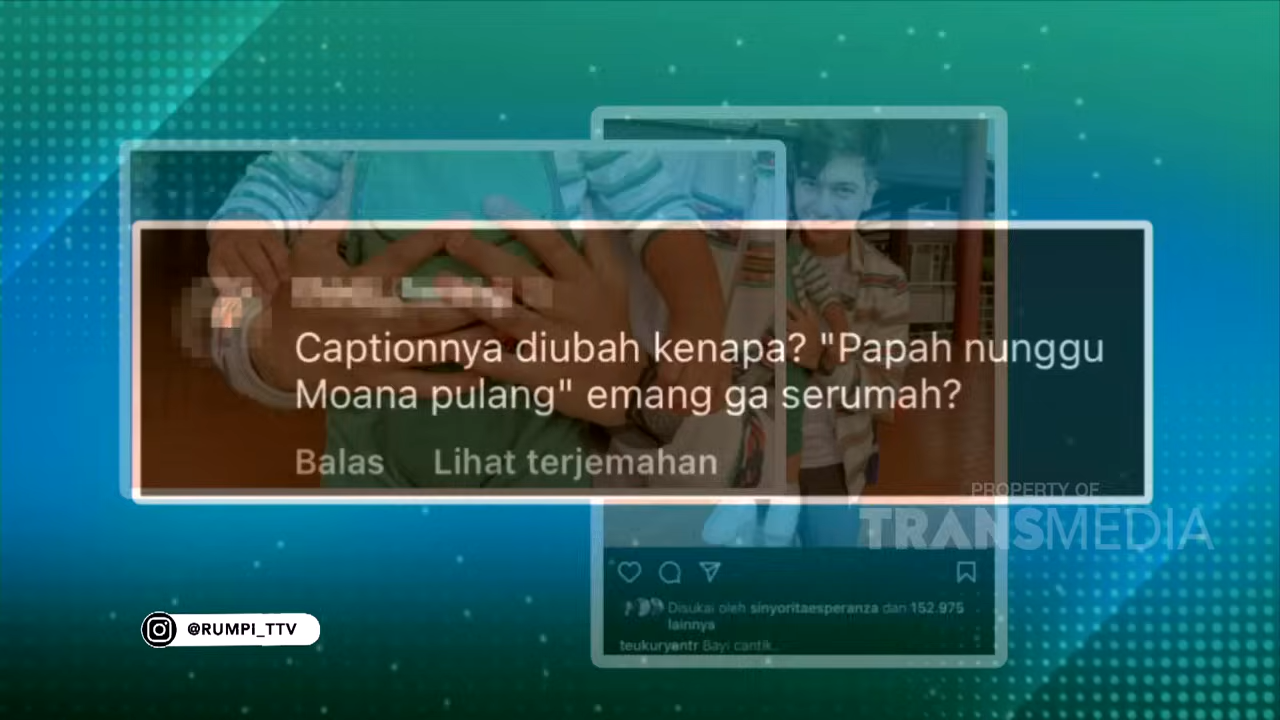 Captionnya diubah kenapa? "Papah nunggu
Moana pulang" emang ga serumah?
Balas Lihat terjemahan
PROPERTY OF
TRANSMEDIA
Disukai oleh sinyoritaesperanza dan 152.975
lainnya
teukuryantr Bayi cantik...
@RUMPI_TTV